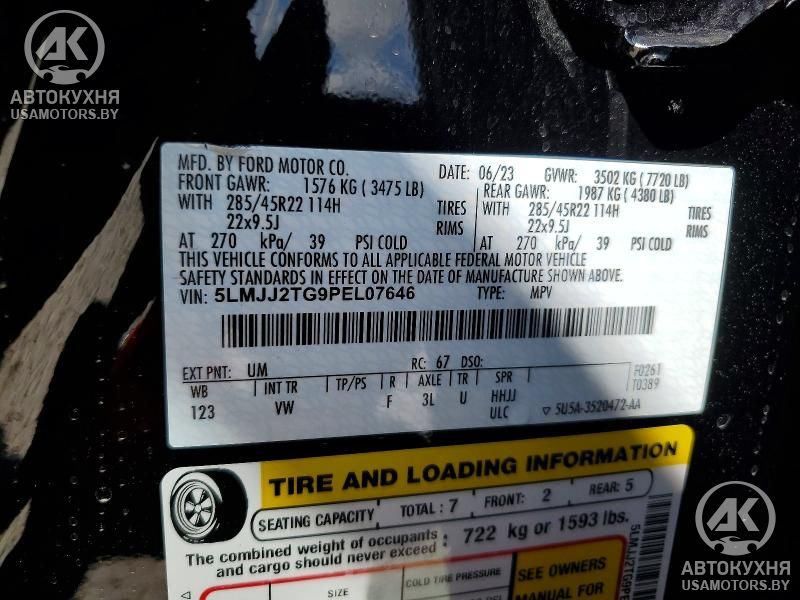 АК
АВТОКУХНЯ
USAMOTORS.BY
MFD. BY FORD MOTOR CO. DATE: 06/23 GVWR: 3502 KG ( 7720 LB)
FRONT GAWR: 1576 KG ( 3475 LB) REAR GAWR: 1987 KG ( 4380 LB)
WITH 285/45R22 114H TIRES WITH 285/45R22 114H TIRES
22x9.5J RIMS 22x9.5J RIMS
AT 270 kPa/ 39 PSI COLD AT 270 kPa/ 39 PSI COLD
THIS VEHICLE CONFORMS TO ALL APPLICABLE FEDERAL MOTOR VEHICLE
SAFETY STANDARDS IN EFFECT ON THE DATE OF MANUFACTURE SHOWN ABOVE.
VIN: 5LMJJ2TG9PEL07646 TYPE: MPV
EXT PNT: UM RC: 67 DSO: F0261
WB INT TR TP/PS R AXLE TR SPR T0389
123 VW F 3L U HHJJ
ULC 5U5A-3520472-AA
TIRE AND LOADING INFORMATION
SEATING CAPACITY TOTAL : 7 FRONT: 2 REAR: 5
The combined weight of occupants and cargo should never exceed : 722 kg or 1593 lbs.
SIZE COLD TIRE PRESSURE SEE OWNERS
MANUAL FOR
АК
АВТОКУХНЯ
USAMOTORS.BY